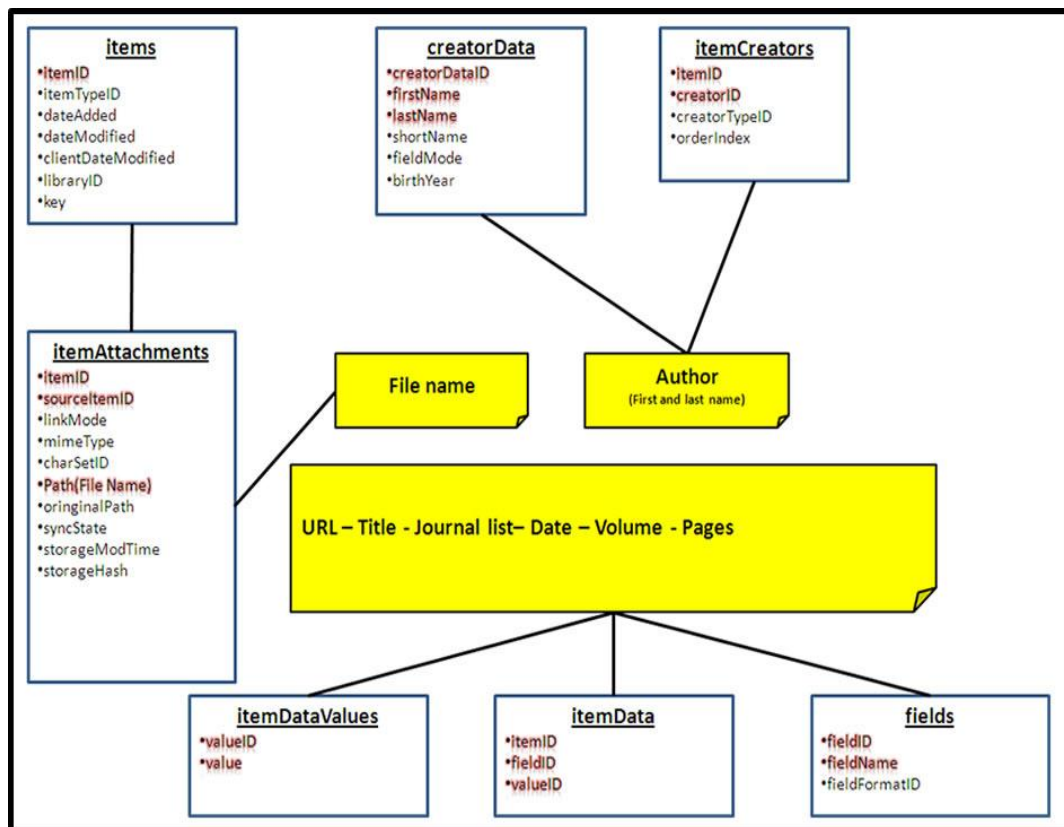 items
•itemID
•itemTypeID
•dateAdded
•dateModified
•clientDateModified
•libraryID
•key
creatorData
•creatorDataID
•firstName
•lastName
•shortName
•fieldMode
•birthYear
itemCreators
•itemID
•creatorID
•creatorTypeID
•orderIndex
itemAttachments
•itemID
•sourceItemID
•linkMode
•mimeType
•charSetID
•Path(File Name)
•oringinalPath
•syncState
•storageModTime
•storageHash
File name
Author
(First and last name)
URL – Title - Journal list– Date – Volume - Pages
itemDataValues
•valueID
•value
itemData
•itemID
•fieldID
•valueID
fields
•fieldID
•fieldName
•fieldFormatID